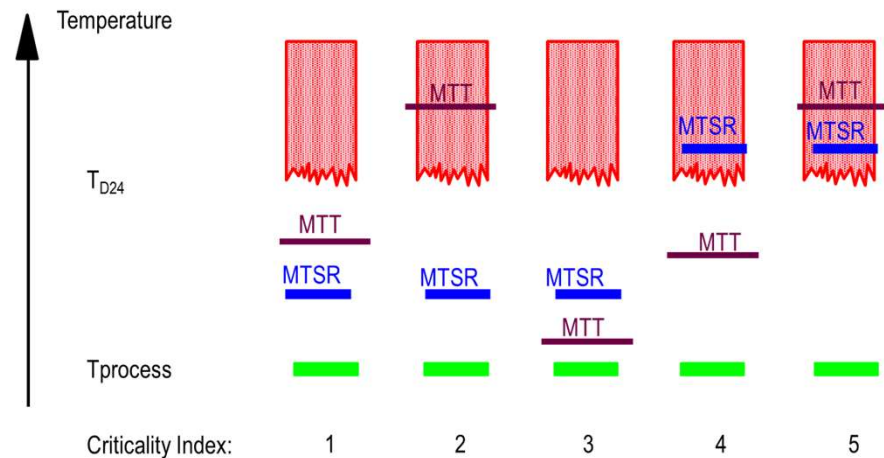 Temperature
MTT MTT
MTSR MTSR
T_D24
MTT
MTT
MTSR MTSR MTSR
MTT
Tprocess
Criticality Index: 1 2 3 4 5